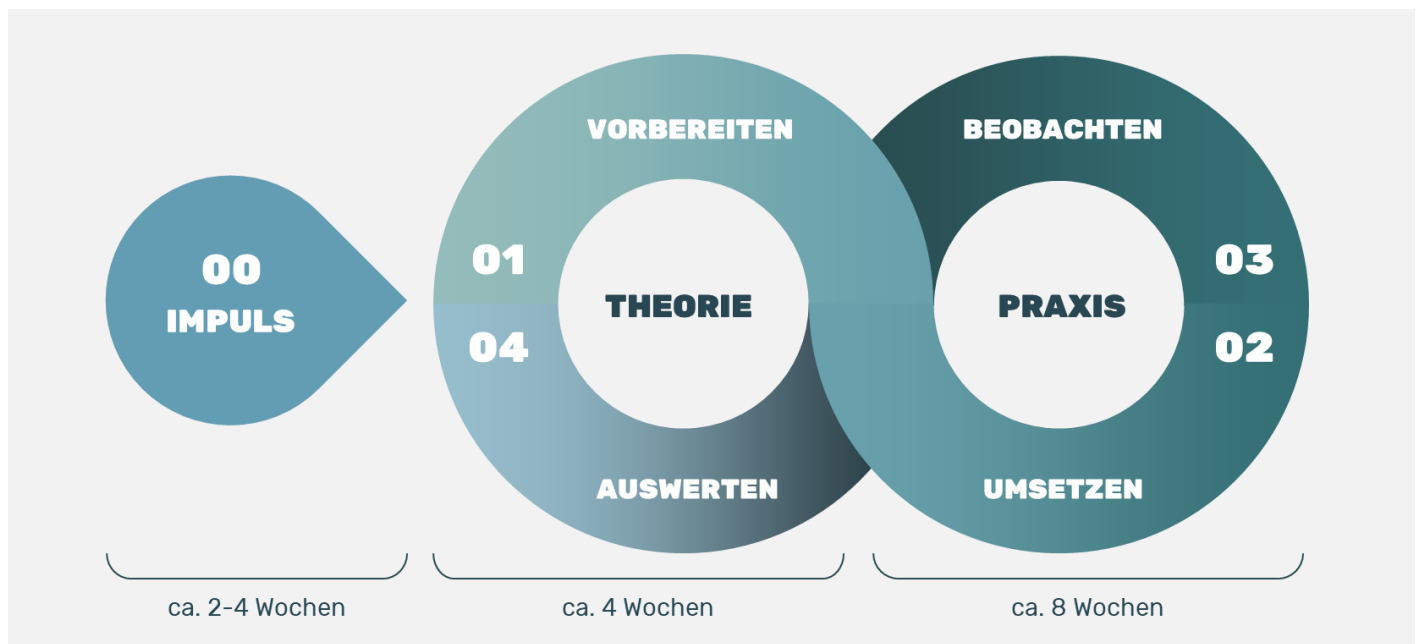 00
IMPULS
VORBEREITEN
BEOBACHTEN
01
03
THEORIE
PRAXIS
04
02
AUSWERTEN
UMSETZEN
ca. 2-4 Wochen
ca. 4 Wochen
ca. 8 Wochen